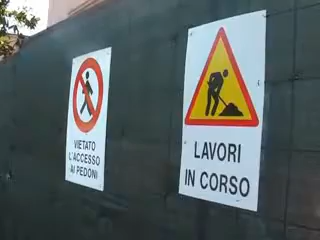 VIETATO
L'ACCESSO
AI PEDONI
LAVORI
IN CORSO